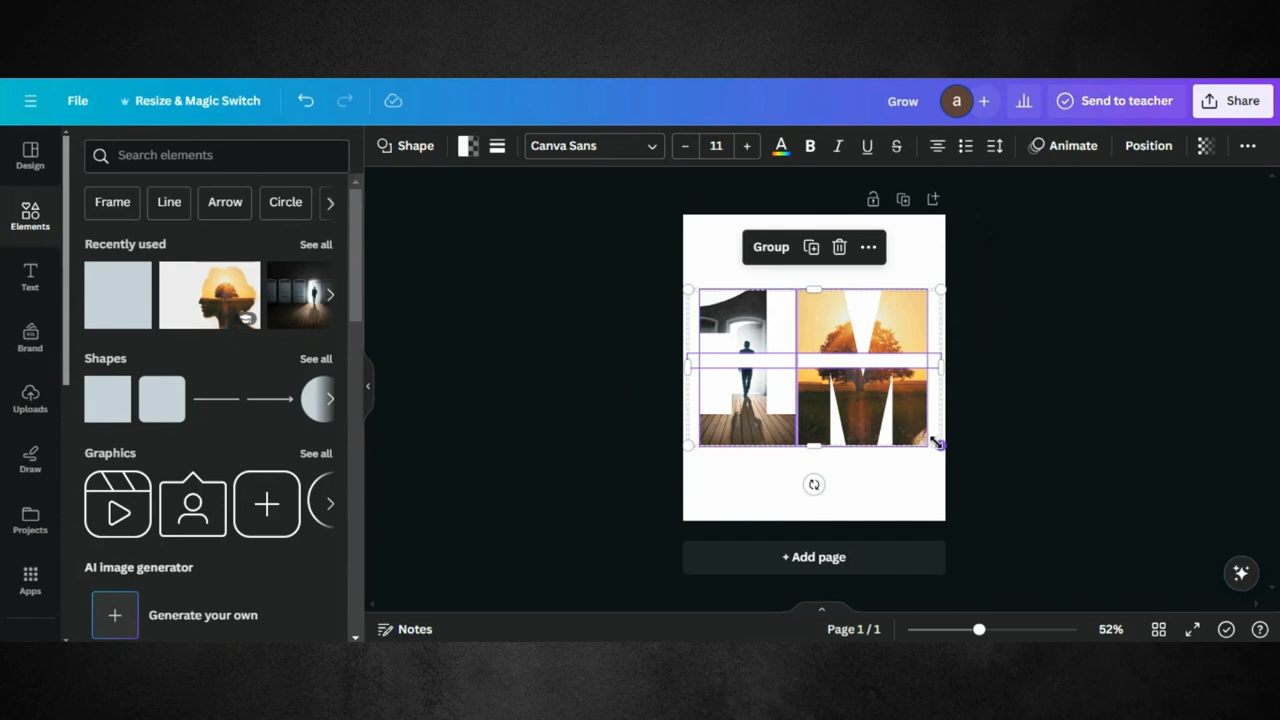 File
Resize & Magic Switch
Grow
a
Send to teacher
Share
Design
Elements
Text
Brand
Uploads
Draw
Projects
Apps
Search elements
Frame
Line
Arrow
Circle
Recently used
See all
Shapes
See all
Graphics
See all
AI image generator
Generate your own
Shape
Canva Sans
11
A
B
I
U
S
Animate
Position
Group
+ Add page
Notes
Page 1 / 1
52%